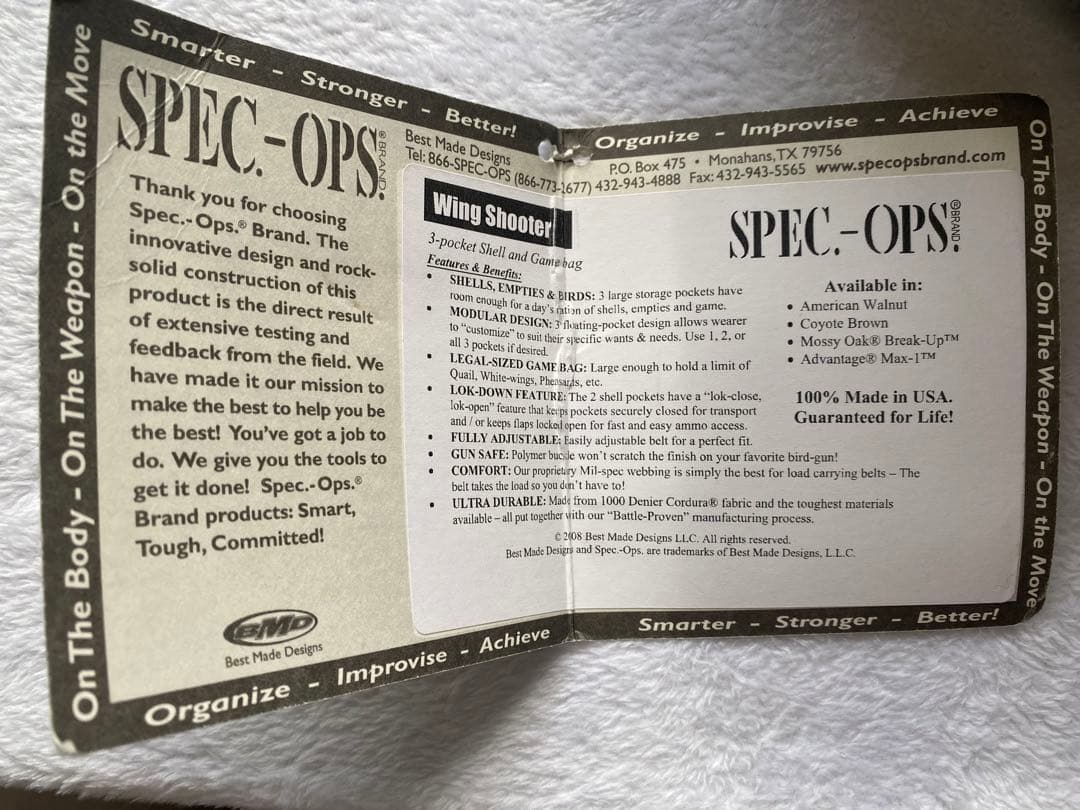 On The Body - On The Weapon - On the Move
Smarter - Stronger - Better!
SPEC.-OPS.® BRAND
Thank you for choosing
Spec.-Ops.® Brand. The
innovative design and rock-
solid construction of this
product is the direct result
of extensive testing and
feedback from the field. We
have made it our mission to
make the best to help you be
the best! You've got a job to
do. We give you the tools to
get it done! Spec.-Ops.®
Brand products: Smart,
Tough, Committed!
BMD
Best Made Designs
Organize - Improvise - Achieve
Organize - Improvise - Achieve
Best Made Designs P.O. Box 475 • Monahans, TX 79756
Tel: 866-SPEC-OPS (866-773-1677) 432-943-4888 Fax: 432-943-5565 www.specopsbrand.com
Wing Shooter
3-pocket Shell and Game bag
Features & Benefits:
• SHELLS, EMPTIES & BIRDS: 3 large storage pockets have
room enough for a day's ration of shells, empties and game.
• MODULAR DESIGN: 3 floating-pocket design allows wearer
to "customize" to suit their specific wants & needs. Use 1, 2, or
all 3 pockets if desired.
• LEGAL-SIZED GAME BAG: Large enough to hold a limit of
Quail, White-wings, Pheasants, etc.
• LOK-DOWN FEATURE: The 2 shell pockets have a "lok-close,
lok-open" feature that keeps pockets securely closed for transport
and / or keeps flaps locked open for fast and easy ammo access.
• FULLY ADJUSTABLE: Easily adjustable belt for a perfect fit.
• GUN SAFE: Polymer buckle won't scratch the finish on your favorite bird-gun!
• COMFORT: Our proprietary Mil-spec webbing is simply the best for load carrying belts – The
belt takes the load so you don't have to!
• ULTRA DURABLE: Made from 1000 Denier Cordura® fabric and the toughest materials
available – all put together with our "Battle-Proven" manufacturing process.
© 2008 Best Made Designs LLC. All rights reserved.
Best Made Designs and Spec.-Ops. are trademarks of Best Made Designs, L.L.C.
SPEC.-OPS.® BRAND
Available in:
• American Walnut
• Coyote Brown
• Mossy Oak® Break-Up™
• Advantage® Max-1™
100% Made in USA.
Guaranteed for Life!
On The Body - On The Weapon - On the Move
Smarter - Stronger - Better!